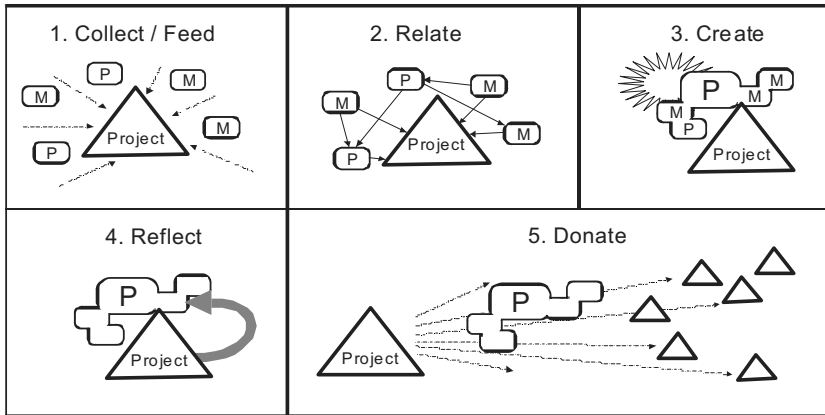 1. Collect / Feed
P
M
M
M
P
Project
2. Relate
P
M
M
M
P
Project
3. Create
P
M
M
M
P
Project
4. Reflect
P
Project
5. Donate
P
Project